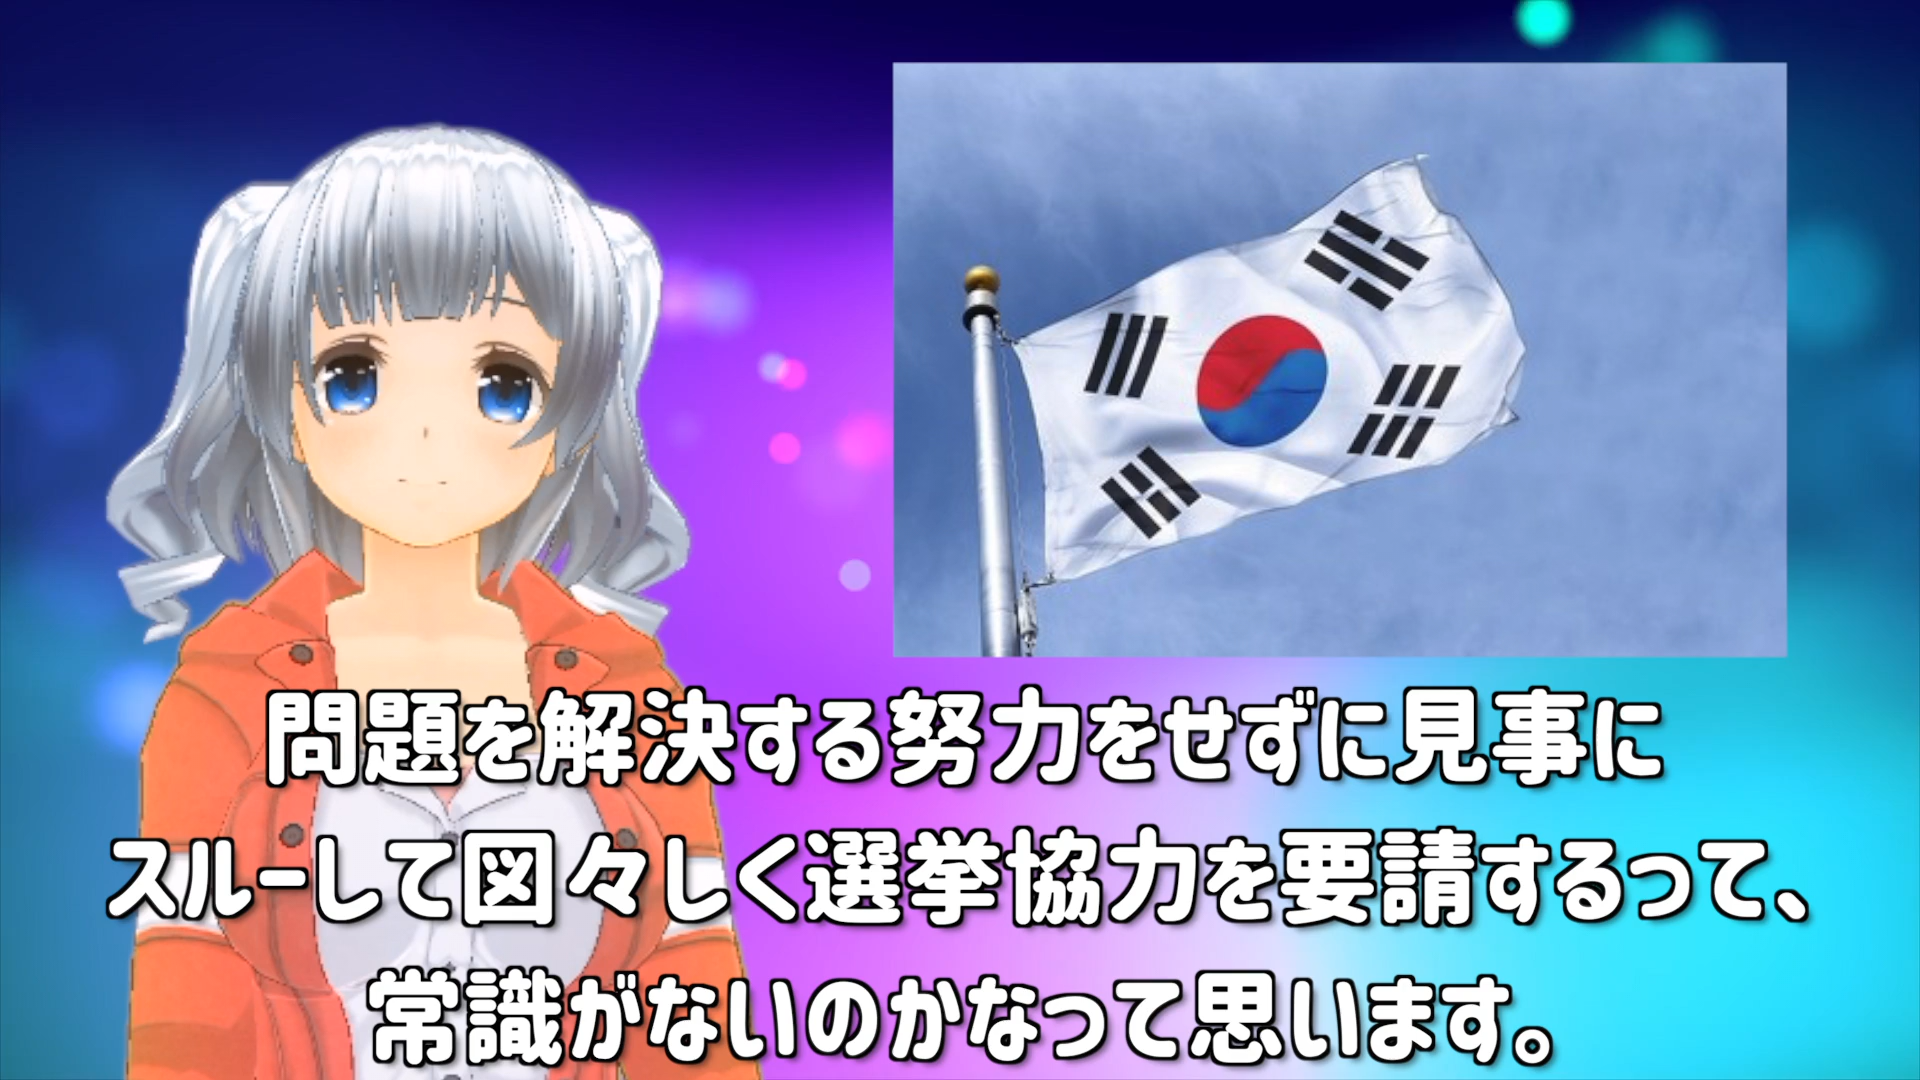 問題を解決する努力をせずに見事に
スルーして図々しく選挙協力を要請するって、
常識がないのかなって思います。